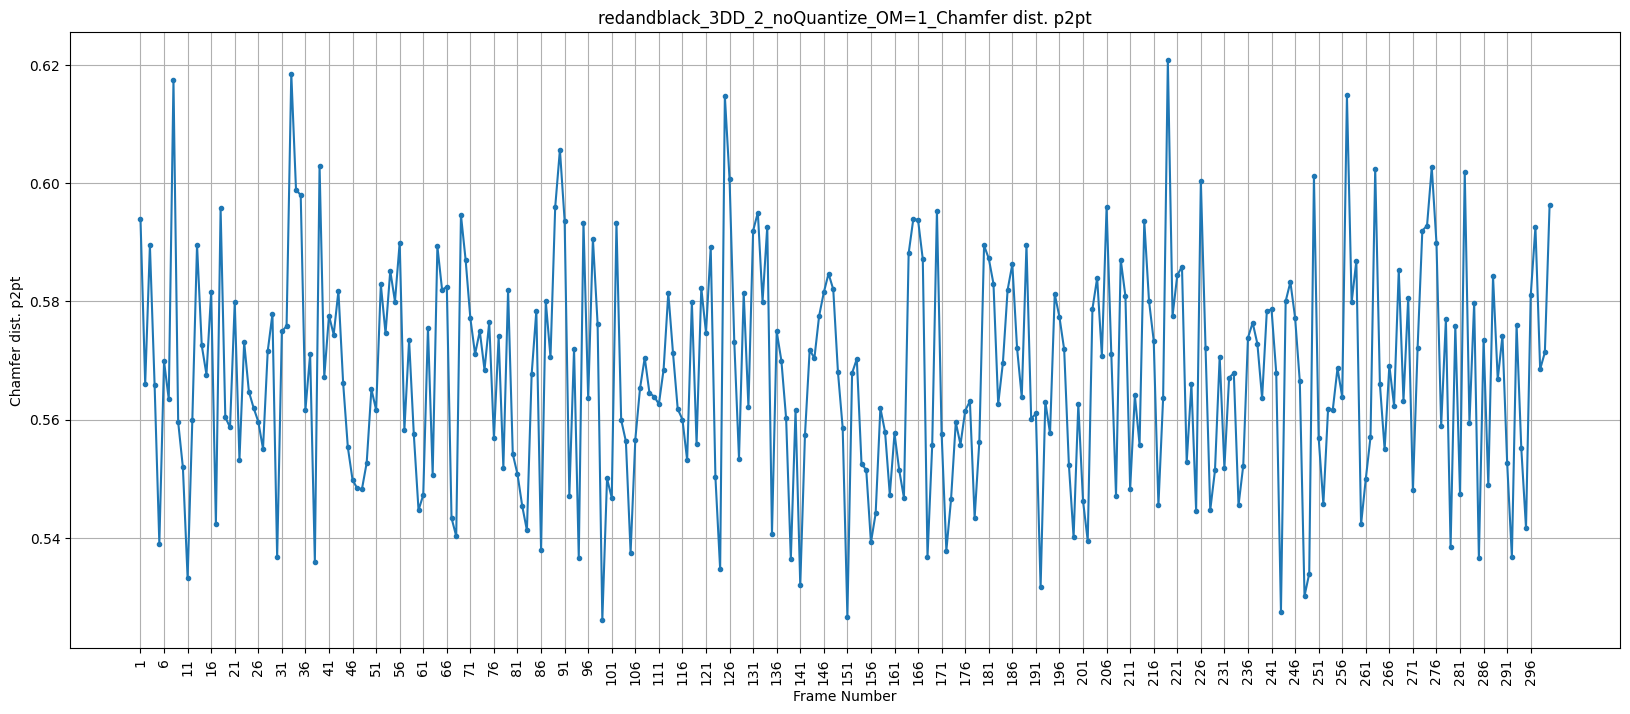 redandblack_3DD_2_noQuantize_OM=1_Chamfer dist. p2pt
Chamfer dist. p2pt
0.62
0.60
0.58
0.56
0.54
1 6 11 16 21 26 31 36 41 46 51 56 61 66 71 76 81 86 91 96 101 106 111 116 121 126 131 136 141 146 151 156 161 166 171 176 181 186 191 196 201 206 211 216 221 226 231 236 241 246 251 256 261 266 271 276 281 286 291 296
Frame Number